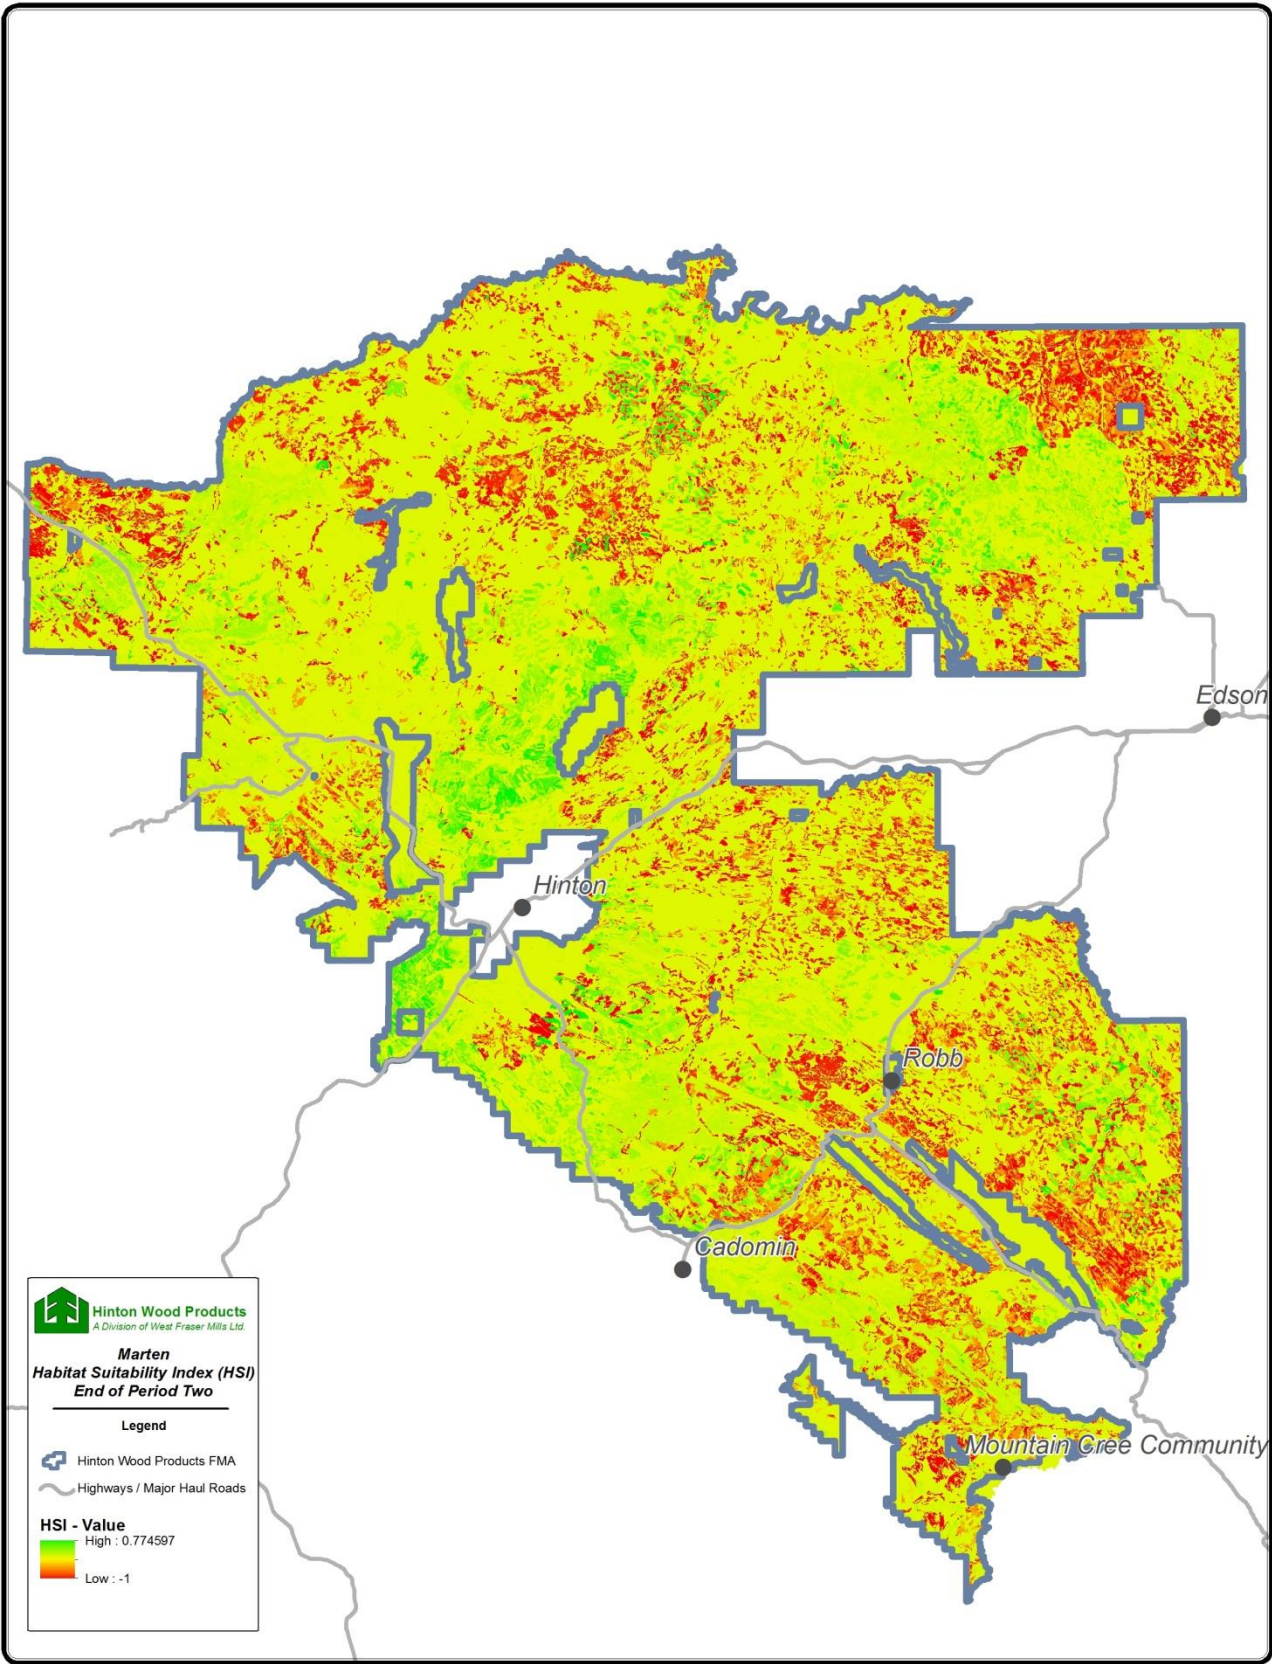 Edson
Hinton
Robb
Cadomin
Mountain Cree Community
Hinton Wood Products
A Division of West Fraser Mills Ltd.
Marten
Habitat Suitability Index (HSI)
End of Period Two
Legend
Hinton Wood Products FMA
Highways / Major Haul Roads
HSI - Value
High : 0.774597
Low : -1